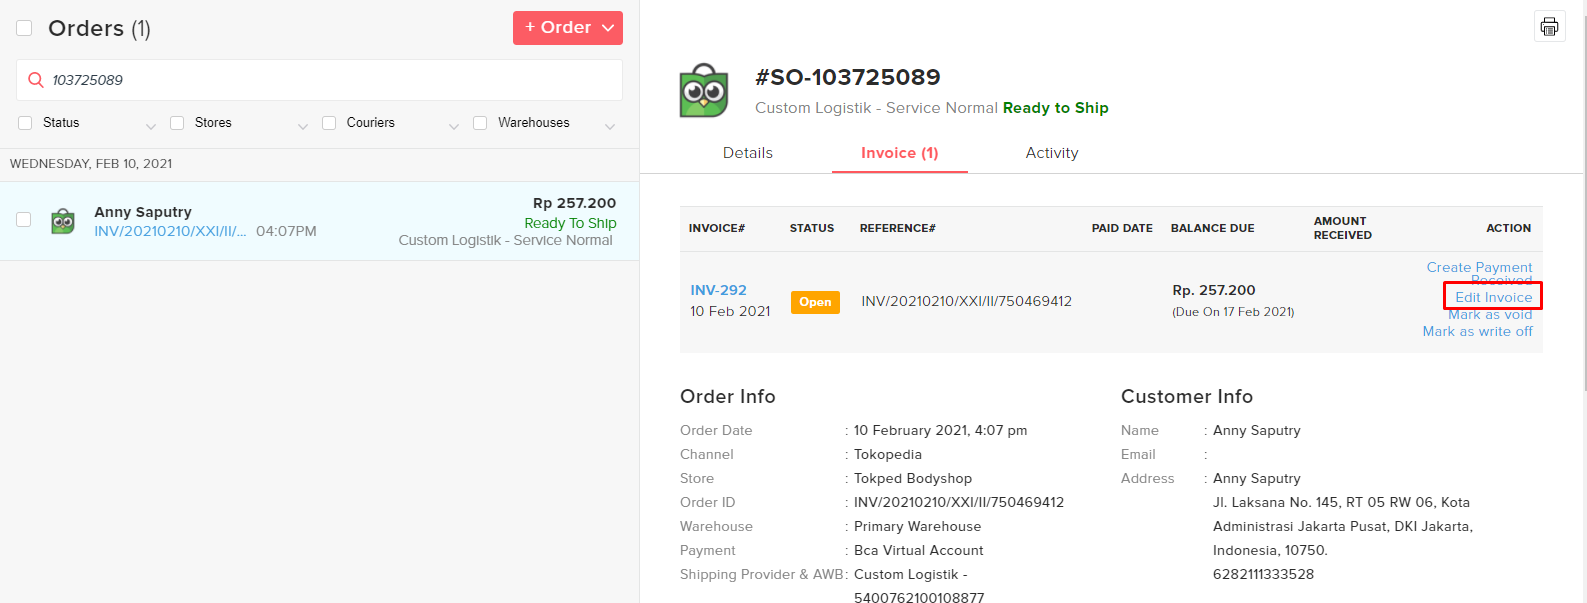 Orders (1)
+ Order
103725089
Status
Stores
Couriers
Warehouses
WEDNESDAY, FEB 10, 2021
Anny Saputry
Rp 257.200
INV/20210210/XXI/II/... 04:07PM
Ready To Ship
Custom Logistik - Service Normal
#SO-103725089
Custom Logistik - Service Normal Ready to Ship
Details
Invoice (1)
Activity
INVOICE#
STATUS
REFERENCE#
PAID DATE
BALANCE DUE
AMOUNT
RECEIVED
ACTION
INV-292
10 Feb 2021
Open
INV/20210210/XXI/II/750469412
Rp. 257.200
(Due On 17 Feb 2021)
Create Payment
Received
Edit Invoice
Mark as void
Mark as write off
Order Info
Order Date : 10 February 2021, 4:07 pm
Channel : Tokopedia
Store : Tokped Bodyshop
Order ID : INV/20210210/XXI/II/750469412
Warehouse : Primary Warehouse
Payment : Bca Virtual Account
Shipping Provider & AWB : Custom Logistik -
5400762100108877
Customer Info
Name : Anny Saputry
Email :
Address : Anny Saputry
Jl. Laksana No. 145, RT 05 RW 06, Kota
Administrasi Jakarta Pusat, DKI Jakarta,
Indonesia, 10750.
6282111333528